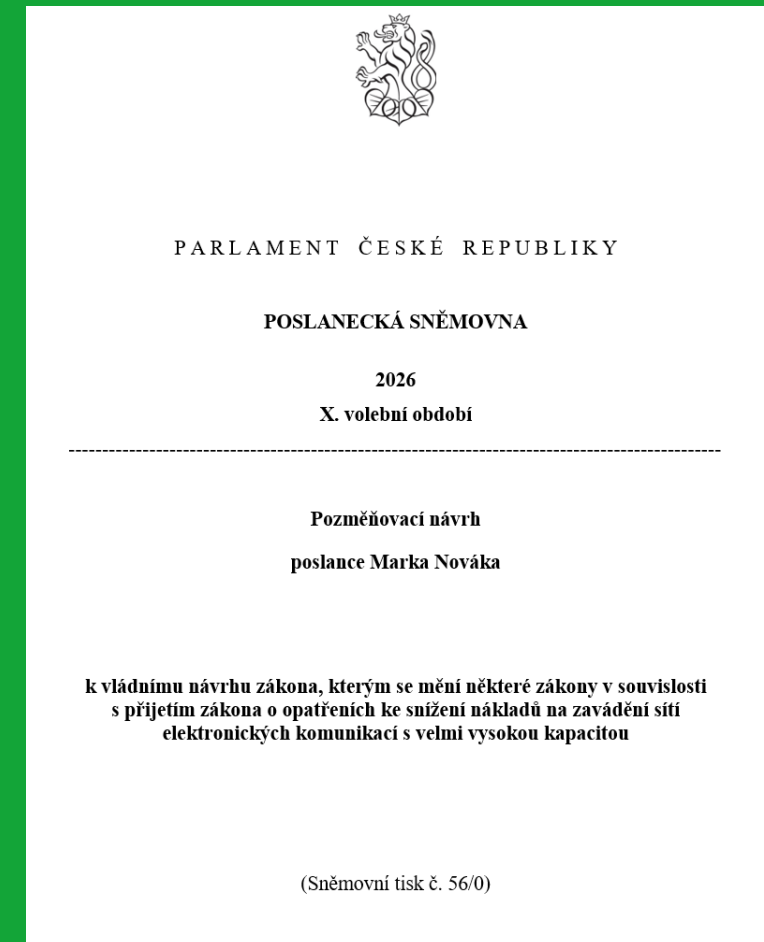 PARLAMENT ČESKÉ REPUBLIKY
POSLANECKÁ SNĚMOVNA
2026
X. volební období
---------------------------------------------------------------------------------------------------
Pozměňovací návrh
poslance Marka Nováka
k vládnímu návrhu zákona, kterým se mění některé zákony v souvislosti
s přijetím zákona o opatřeních ke snížení nákladů na zavádění sítí
elektronických komunikací s velmi vysokou kapacitou
(Sněmovní tisk č. 56/0)